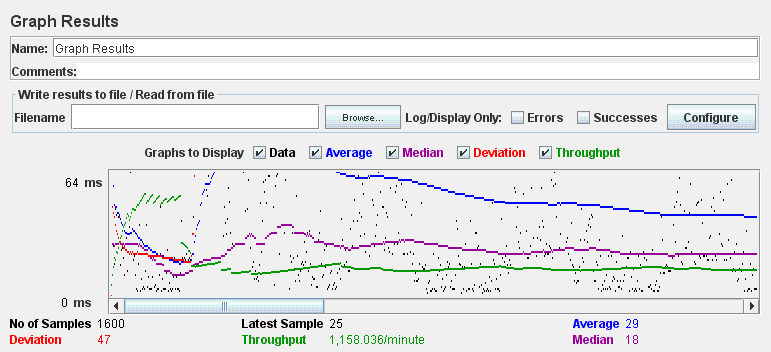 Graph Results
Name: Graph Results
Comments:
Write results to file / Read from file
Filename Browse... Log/Display Only: Errors Successes Configure
Graphs to Display Data Average Median Deviation Throughput
64 ms
0 ms
No of Samples 1600 Latest Sample 25 Average 29
Deviation 47 Throughput 1,158.036/minute Median 18